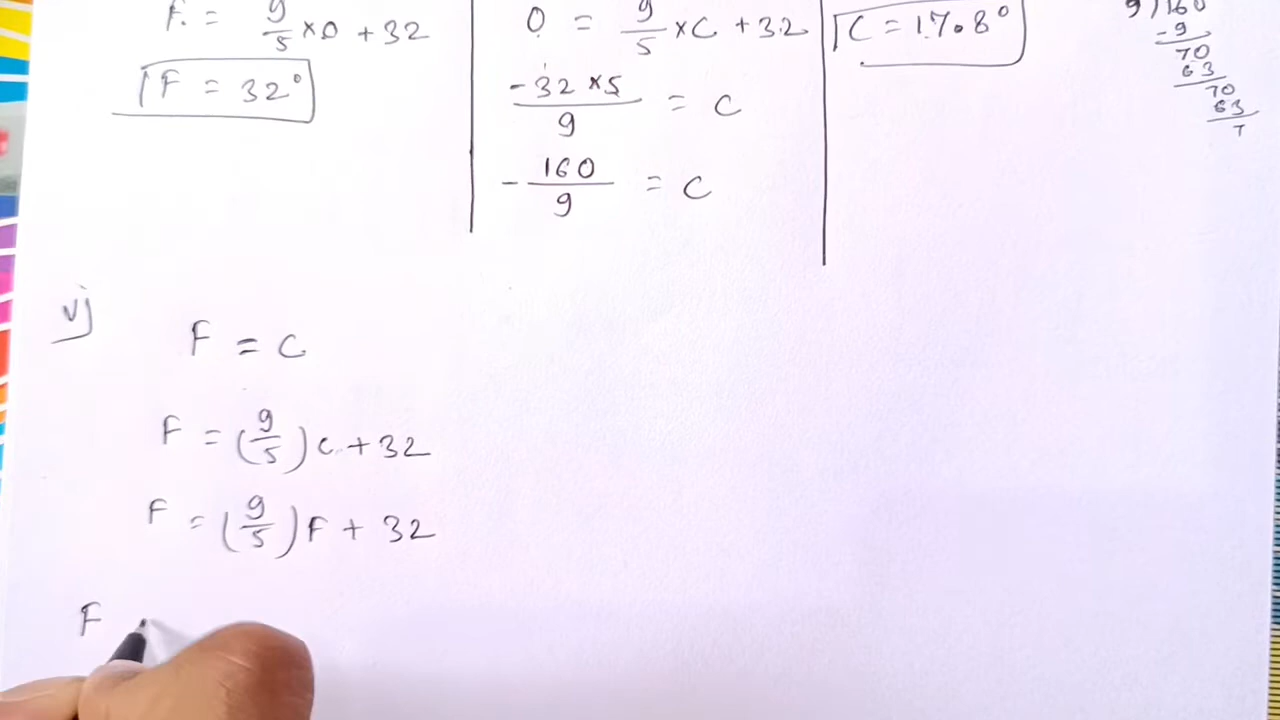 F = 9/5 × 0 + 32
F = 32°
0 = 9/5 × C + 32
-32 × 5/9 = C
-160/9 = C
C = 17.8°
9)160
-9
70
63
70
63
7
v)
F = C
F = (9/5)C + 32
F = (9/5)F + 32
F